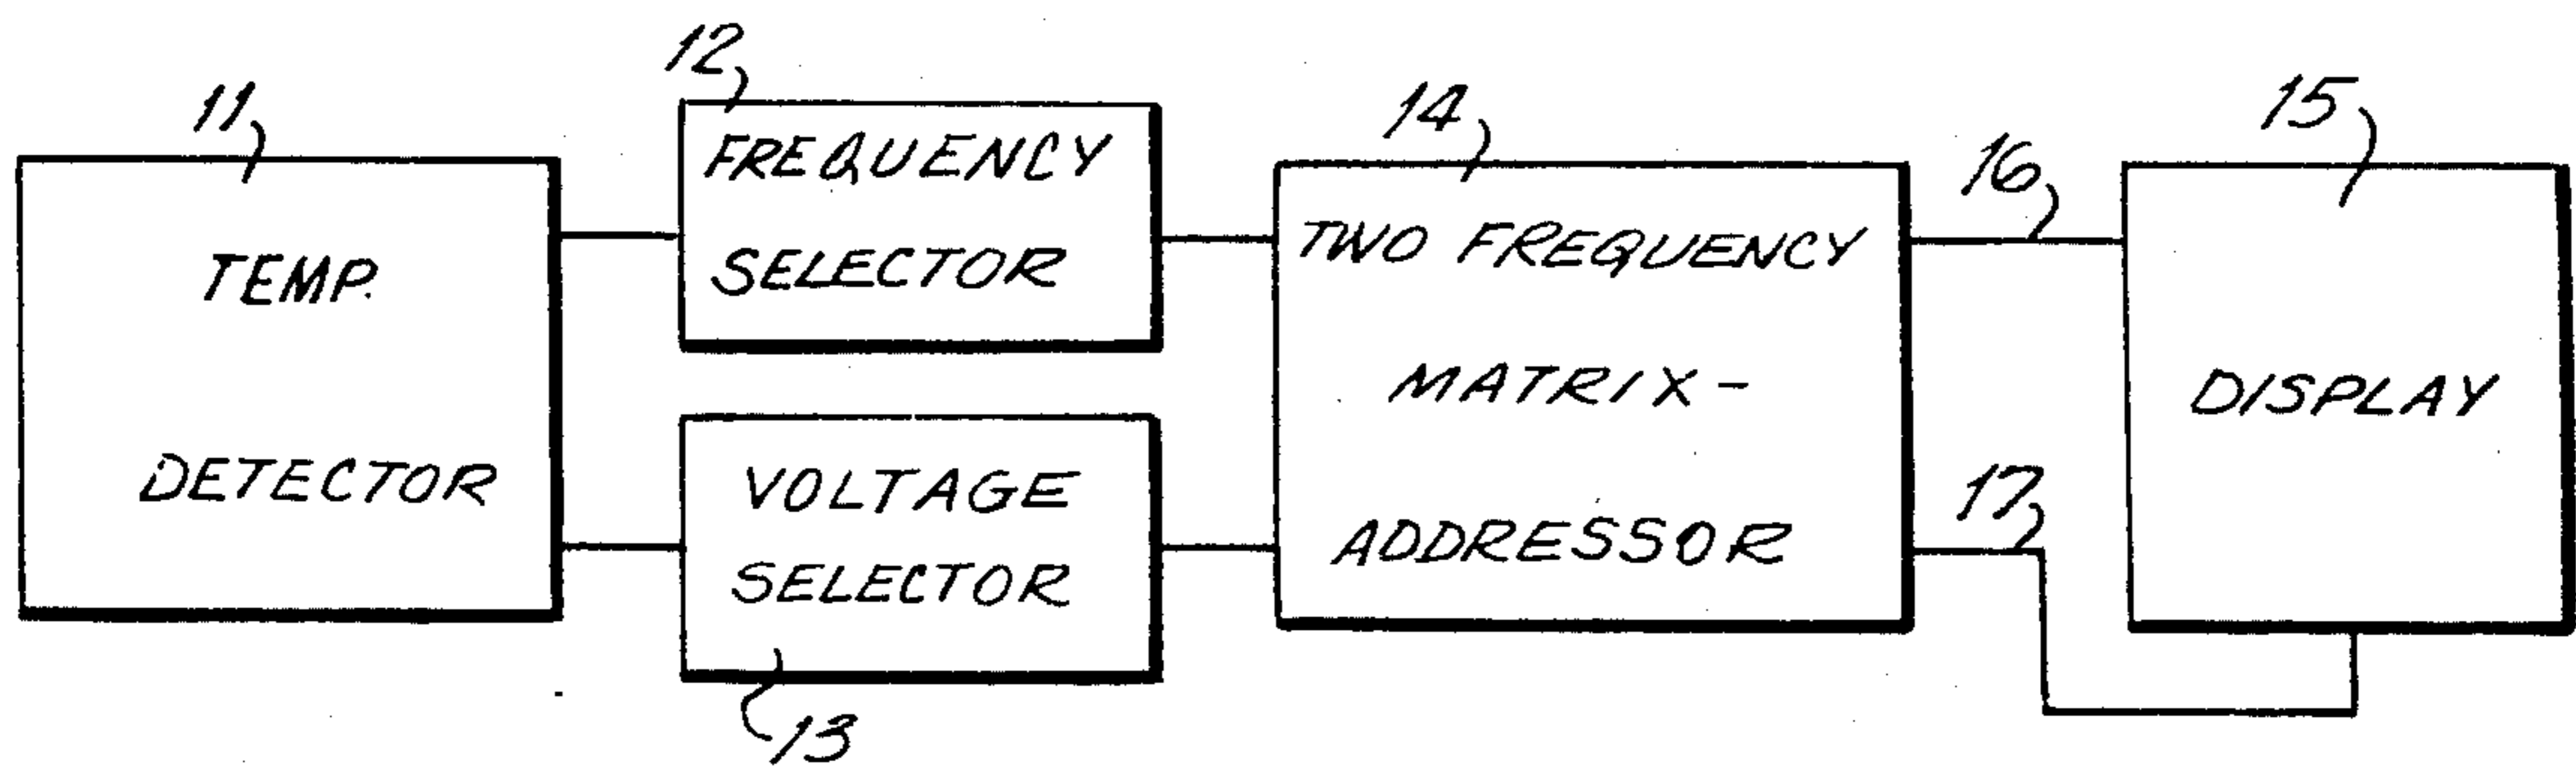 11
TEMP.
DETECTOR
12
FREQUENCY
SELECTOR
VOLTAGE
SELECTOR
13
14
TWO FREQUENCY
MATRIX-
ADDRESSOR
16
17
15
DISPLAY